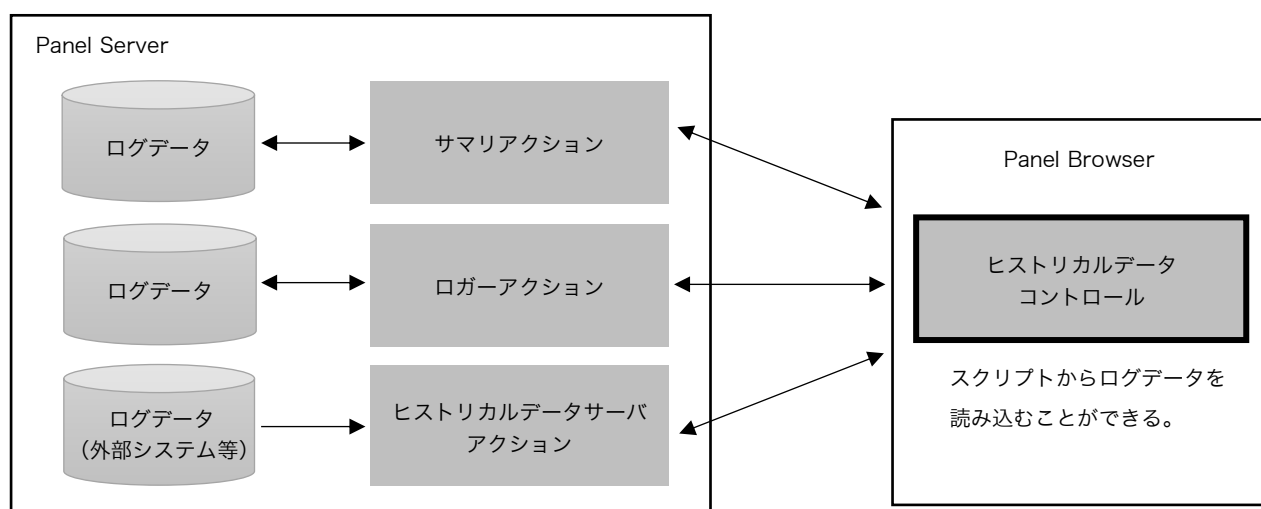 Panel Server
ログデータ
サマリアクション
ログデータ
ロガーアクション
ログデータ
（外部システム等）
ヒストリカルデータサーバ
アクション
Panel Browser
ヒストリカルデータ
コントロール
スクリプトからログデータを
読み込むことができる。